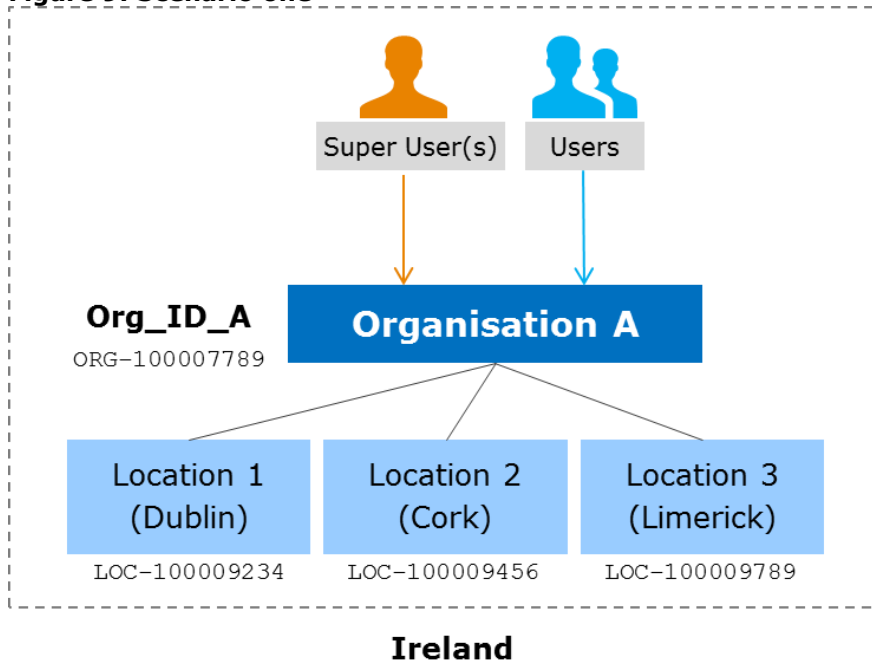 Super User(s)
Users
Org_ID_A
ORG-100007789
Organisation A
Location 1
(Dublin)
LOC-100009234
Location 2
(Cork)
LOC-100009456
Location 3
(Limerick)
LOC-100009789
Ireland